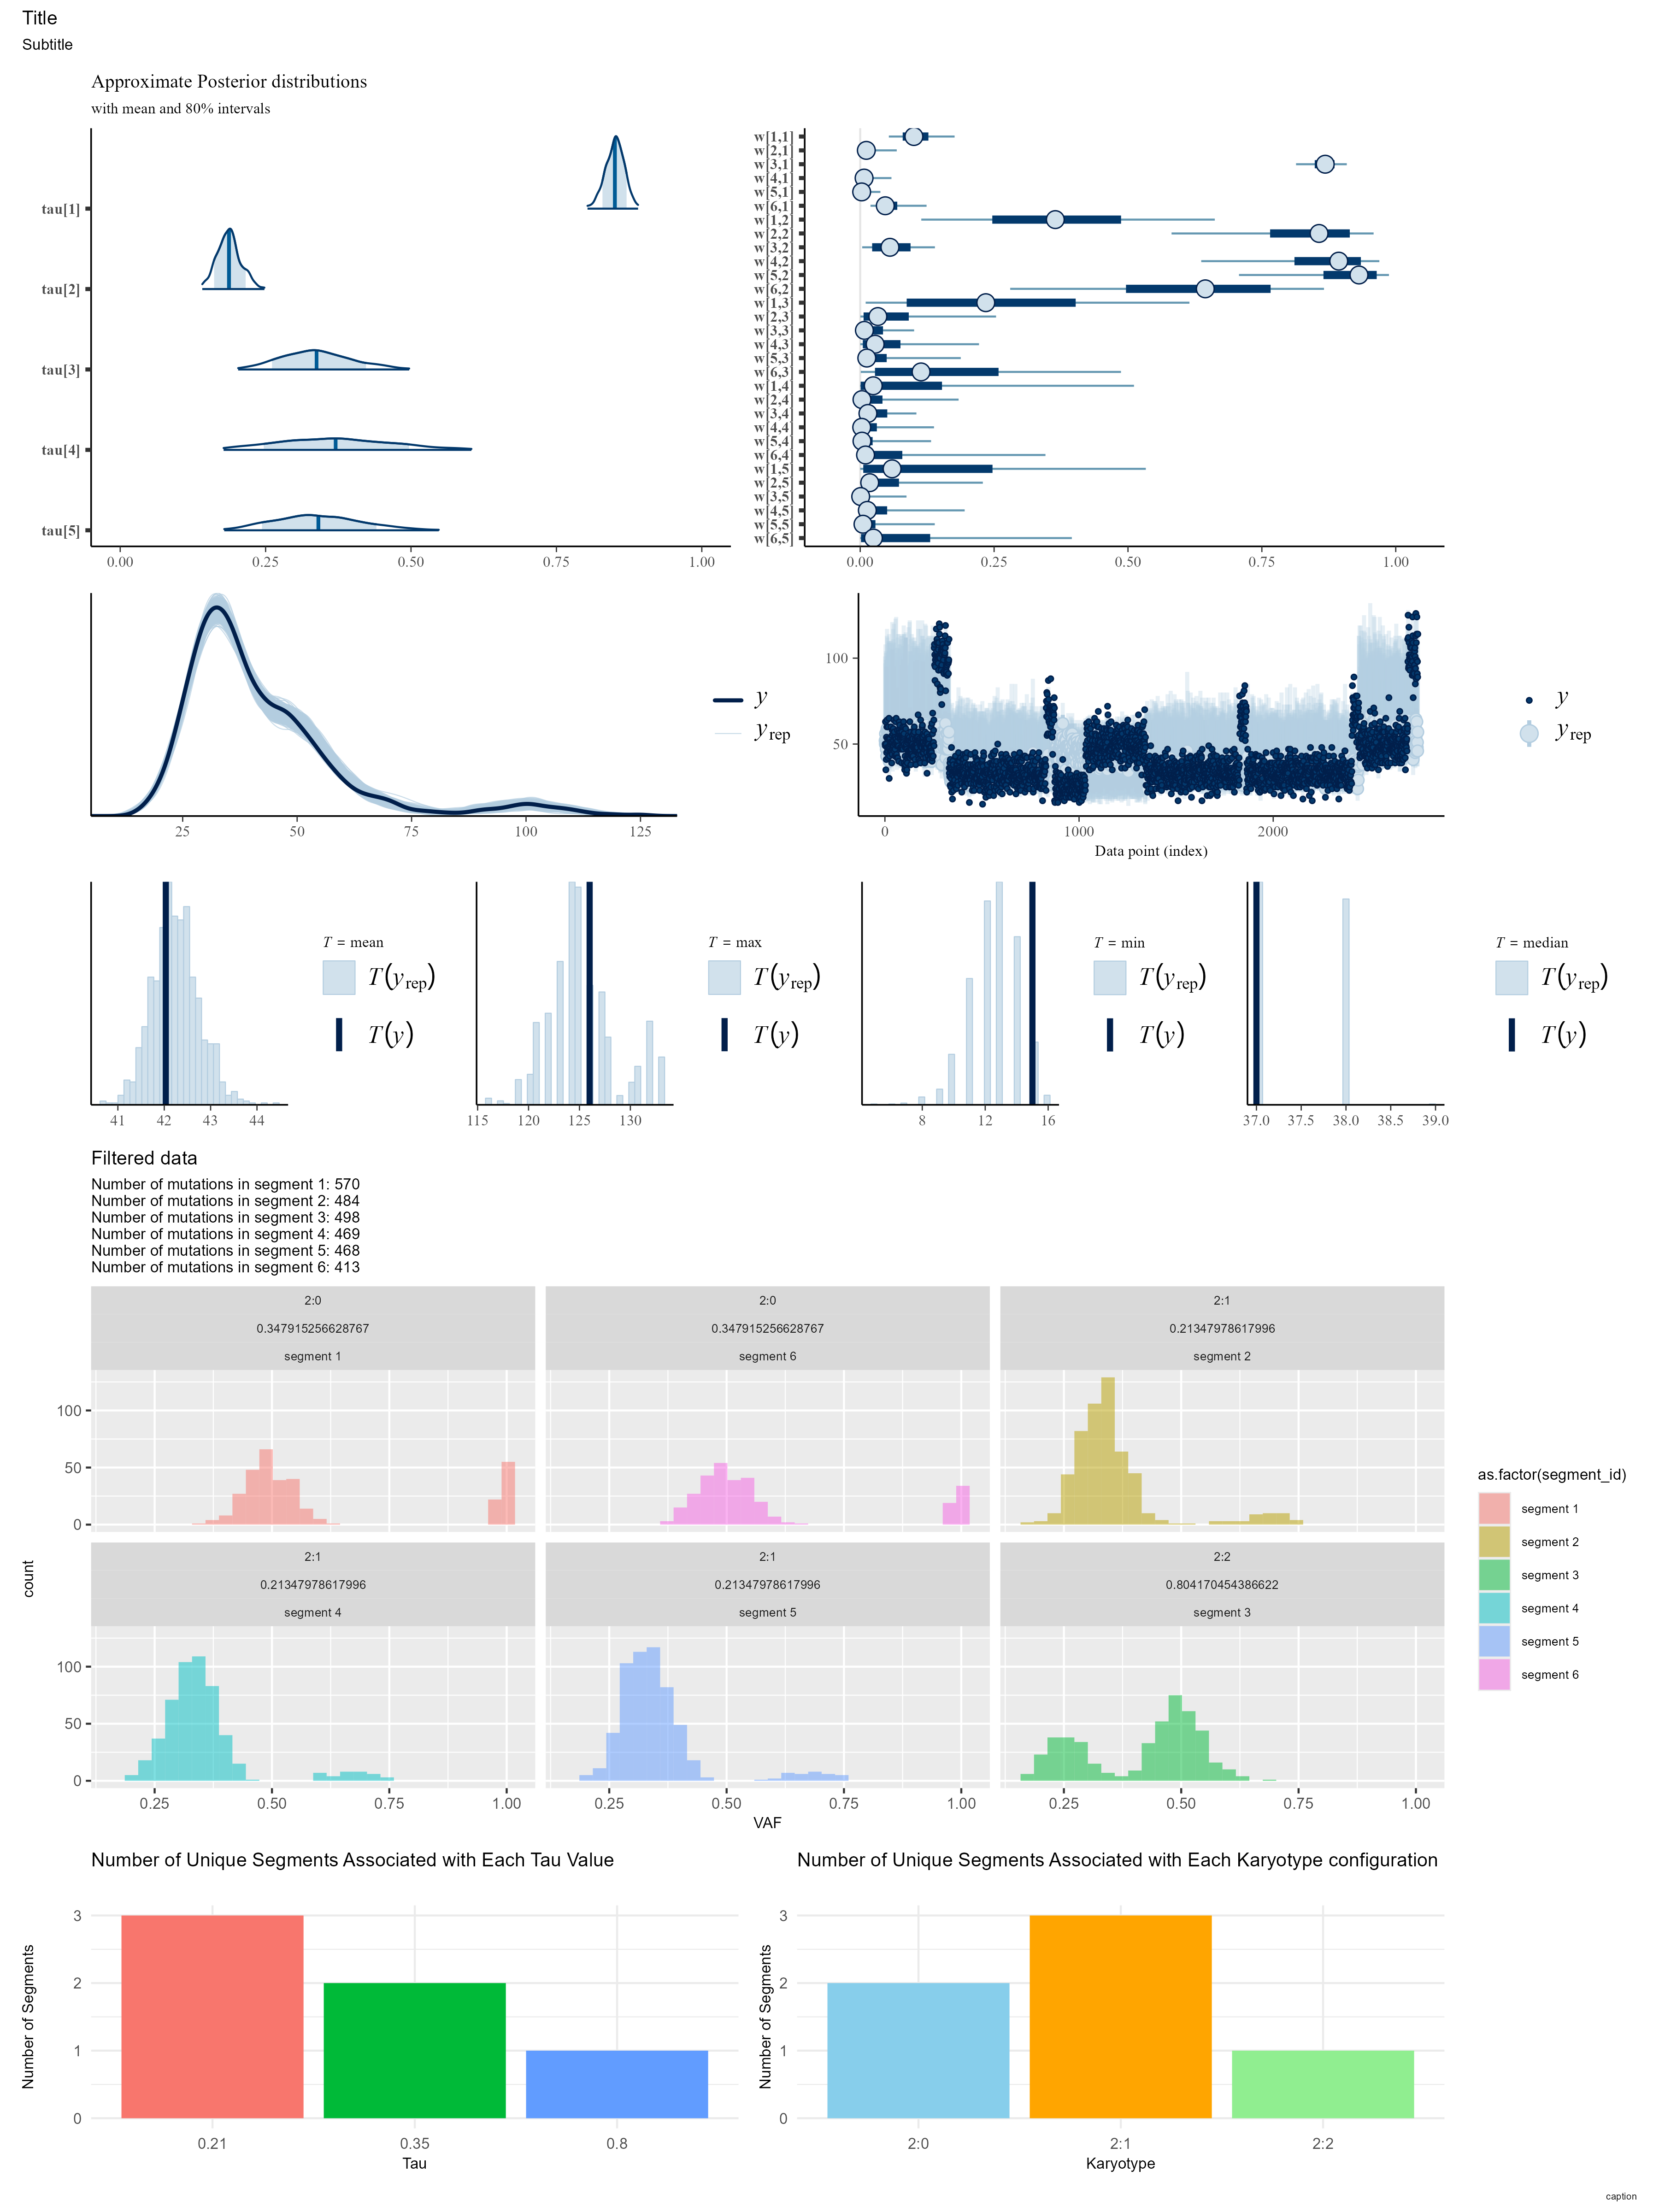 Title
Subtitle
Approximate Posterior distributions
with mean and 80% intervals
tau[1]
tau[2]
tau[3]
tau[4]
tau[5]
0.00 0.25 0.50 0.75 1.00
w[1,1]
w[2,1]
w[3,1]
w[4,1]
w[5,1]
w[6,1]
w[1,2]
w[2,2]
w[3,2]
w[4,2]
w[5,2]
w[6,2]
w[1,3]
w[2,3]
w[3,3]
w[4,3]
w[5,3]
w[6,3]
w[1,4]
w[2,4]
w[3,4]
w[4,4]
w[5,4]
w[6,4]
w[1,5]
w[2,5]
w[3,5]
w[4,5]
w[5,5]
w[6,5]
0.00 0.25 0.50 0.75 1.00
25 50 75 100 125
y
yrep
100
50
0 1000 2000
Data point (index)
y
yrep
41 42 43 44
T = mean
T(yrep)
T(y)
115 120 125 130
T = max
T(yrep)
T(y)
8 12 16
T = min
T(yrep)
T(y)
37.0 37.5 38.0 38.5 39.0
T = median
T(yrep)
T(y)
Filtered data
Number of mutations in segment 1: 570
Number of mutations in segment 2: 484
Number of mutations in segment 3: 498
Number of mutations in segment 4: 469
Number of mutations in segment 5: 468
Number of mutations in segment 6: 413
2:0
0.347915256628767
segment 1
2:0
0.347915256628767
segment 6
2:1
0.21347978617996
segment 2
100
50
0
2:1
0.21347978617996
segment 4
2:1
0.21347978617996
segment 5
2:2
0.804170454386622
segment 3
100
50
0
count
0.25 0.50 0.75 1.00
0.25 0.50 0.75 1.00
0.25 0.50 0.75 1.00
VAF
as.factor(segment_id)
segment 1
segment 2
segment 3
segment 4
segment 5
segment 6
Number of Unique Segments Associated with Each Tau Value
Number of Segments
3
2
1
0
0.21 0.35 0.8
Tau
Number of Unique Segments Associated with Each Karyotype configuration
Number of Segments
3
2
1
0
2:0 2:1 2:2
Karyotype
caption